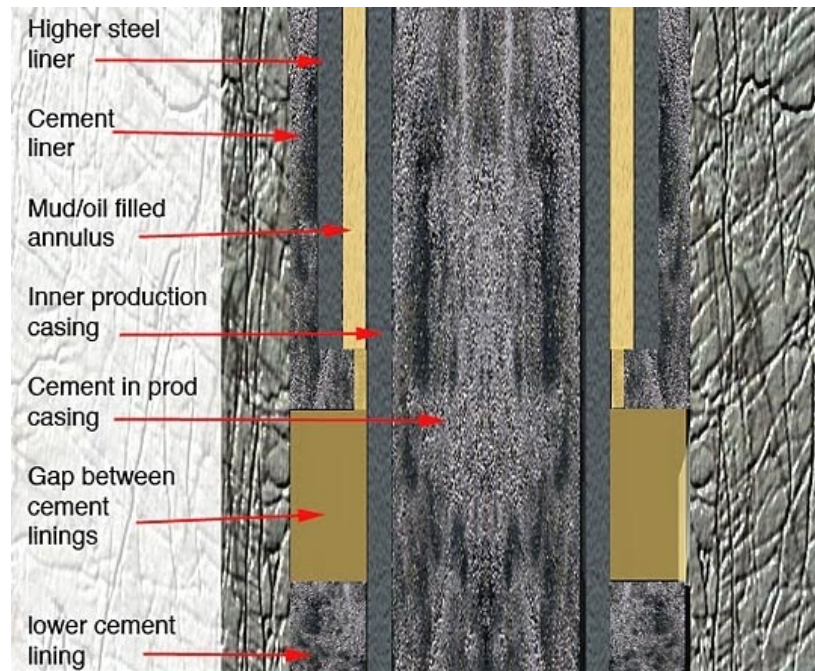 Higher steel
liner
Cement
liner
Mud/oil filled
annulus
Inner production
casing
Cement in prod
casing
Gap between
cement
linings
lower cement
lining